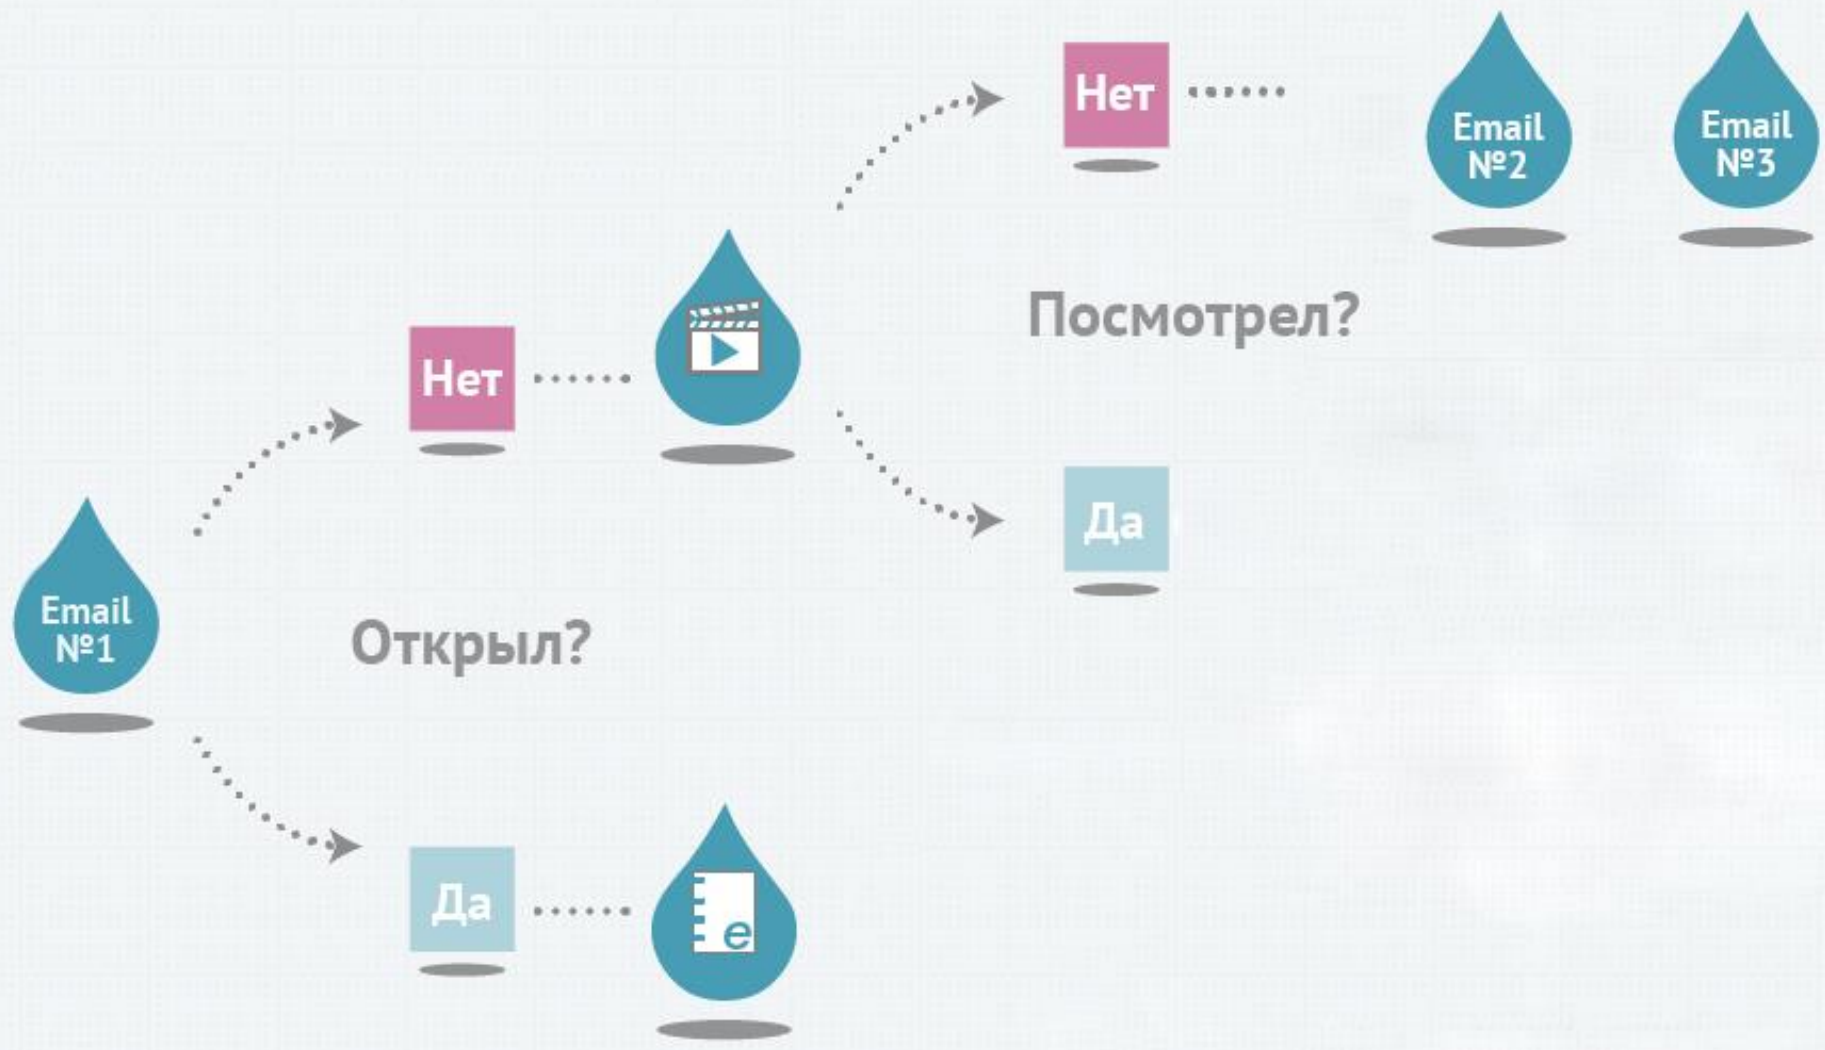 Нет
Email
№2
Email
№3
Посмотрел?
Нет
Да
Email
№1
Открыл?
Да
e